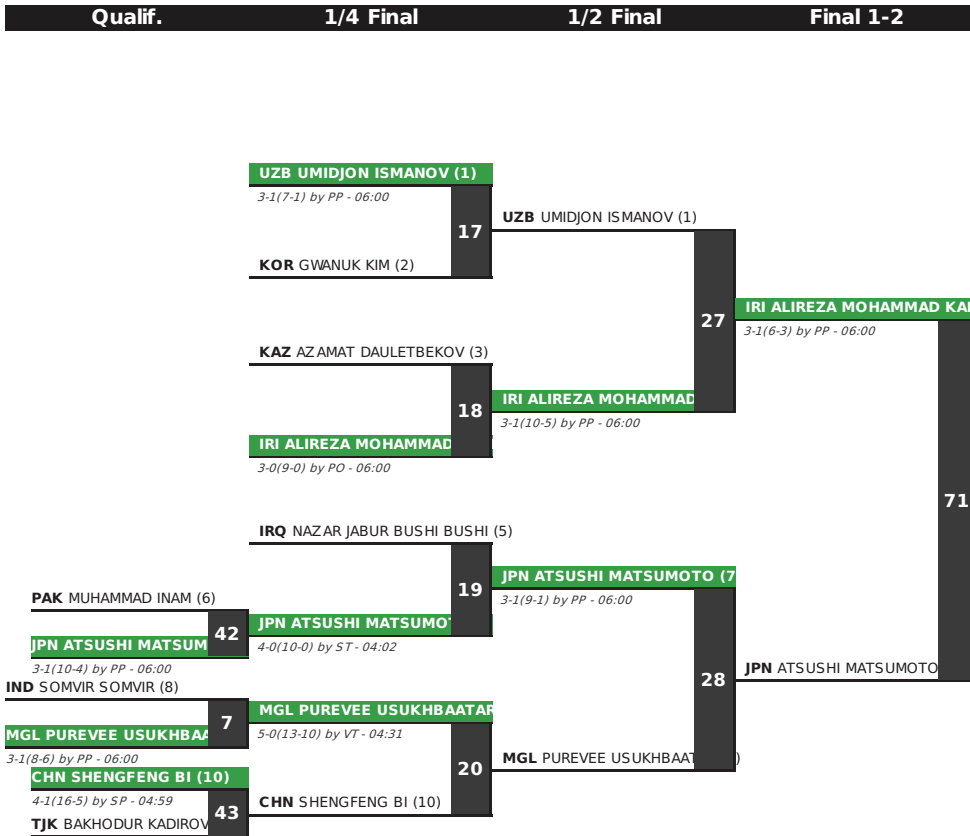 Qualif. 1/4 Final 1/2 Final Final 1-2
UZB UMIDJON ISMANOV (1)
3-1(7-1) by PP - 06:00
17
KOR GWANUK KIM (2)
UZB UMIDJON ISMANOV (1)
KAZ AZAMAT DAULETBEKOV (3)
18
IRI ALIREZA MOHAMMAD
3-0(9-0) by PO - 06:00
27
IRI ALIREZA MOHAMMAD
3-1(10-5) by PP - 06:00
IRI ALIREZA MOHAMMAD
3-1(6-3) by PP - 06:00
71
IRQ NAZAR JABUR BUSHI BUSHI (5)
19
PAK MUHAMMAD INAM (6)
42
JPN ATSUSHI MATSUM
3-1(10-4) by PP - 06:00
JPN ATSUSHI MATSUMOT
4-0(10-0) by ST - 04:02
JPN ATSUSHI MATSUMOTO (7
3-1(9-1) by PP - 06:00
28
JPN ATSUSHI MATSUMOTO
IND SOMVIR SOMVIR (8)
7
MGL PUREVEE USUKHBAA
3-1(8-6) by PP - 06:00
MGL PUREVEE USUKHBAATAR
5-0(13-10) by VT - 04:31
20
MGL PUREVEE USUKHBAAT )
CHN SHENGFENG BI (10)
4-1(16-5) by SP - 04:59
43
TJK BAKHODUR KADIROV
CHN SHENGFENG BI (10)